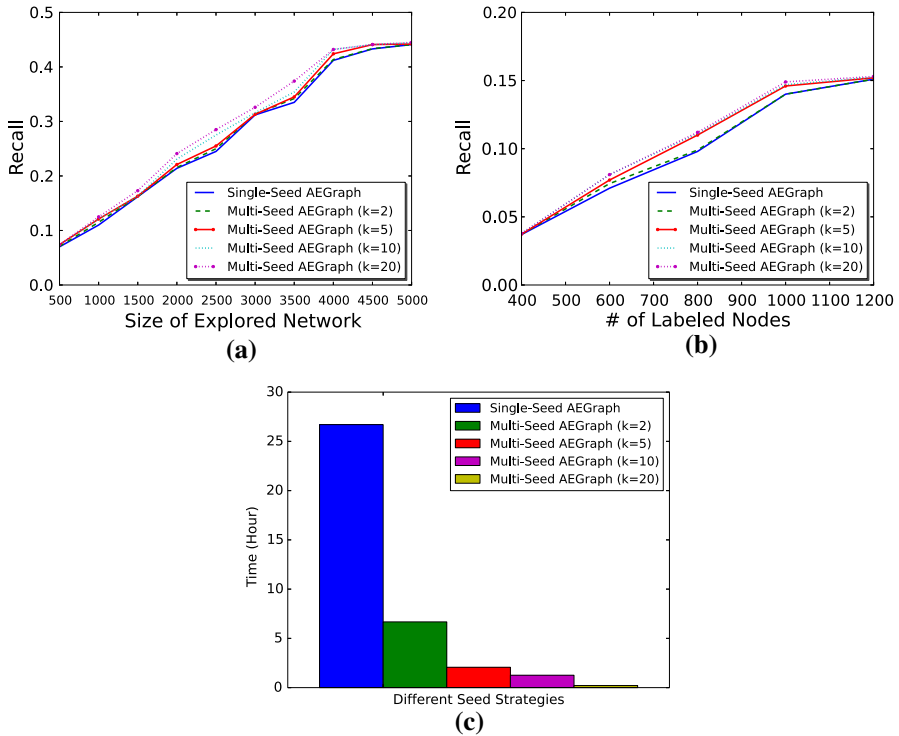 0.5
0.4
0.3
0.2
0.1
0.0
Recall
Single-Seed AEGraph
Multi-Seed AEGraph (k=2)
Multi-Seed AEGraph (k=5)
Multi-Seed AEGraph (k=10)
Multi-Seed AEGraph (k=20)
500 1000 1500 2000 2500 3000 3500 4000 4500 5000
Size of Explored Network
(a)
0.20
0.15
0.10
0.05
0.00
Recall
Single-Seed AEGraph
Multi-Seed AEGraph (k=2)
Multi-Seed AEGraph (k=5)
Multi-Seed AEGraph (k=10)
Multi-Seed AEGraph (k=20)
400 500 600 700 800 900 1000 1100 1200
# of Labeled Nodes
(b)
30
25
20
15
10
5
0
Time (Hour)
Single-Seed AEGraph
Multi-Seed AEGraph (k=2)
Multi-Seed AEGraph (k=5)
Multi-Seed AEGraph (k=10)
Multi-Seed AEGraph (k=20)
Different Seed Strategies
(c)